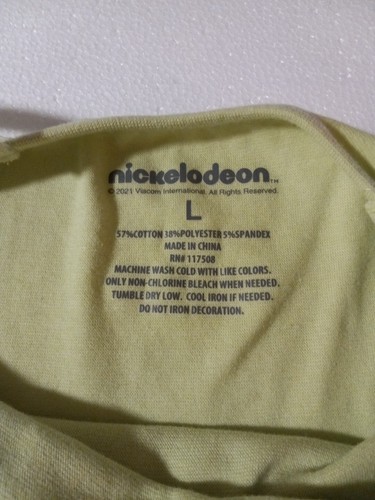 nickelodeon™
© 2021 Viacom International. All Rights Reserved.
L
57%COTTON 38%POLYESTER 5%SPANDEX
MADE IN CHINA
RN# 117508
MACHINE WASH COLD WITH LIKE COLORS.
ONLY NON-CHLORINE BLEACH WHEN NEEDED.
TUMBLE DRY LOW. COOL IRON IF NEEDED.
DO NOT IRON DECORATION.